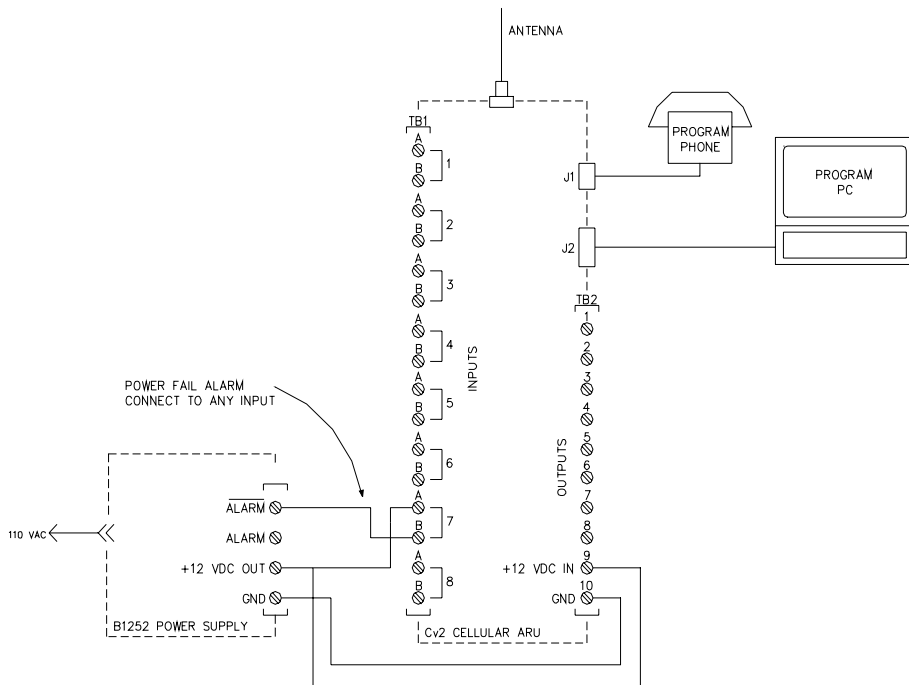 ANTENNA
TB1
A
1
B
A
2
B
A
3
B
A
4
B
A
5
B
A
6
B
A
7
B
A
8
B
INPUTS
J1
PROGRAM
PHONE
J2
PROGRAM
PC
TB2
1
2
3
4
5
6
7
8
9
+12 VDC IN
10
GND
OUTPUTS
Cv2 CELLULAR ARU
POWER FAIL ALARM
CONNECT TO ANY INPUT
110 VAC
ALARM
ALARM
+12 VDC OUT
GND
B1252 POWER SUPPLY